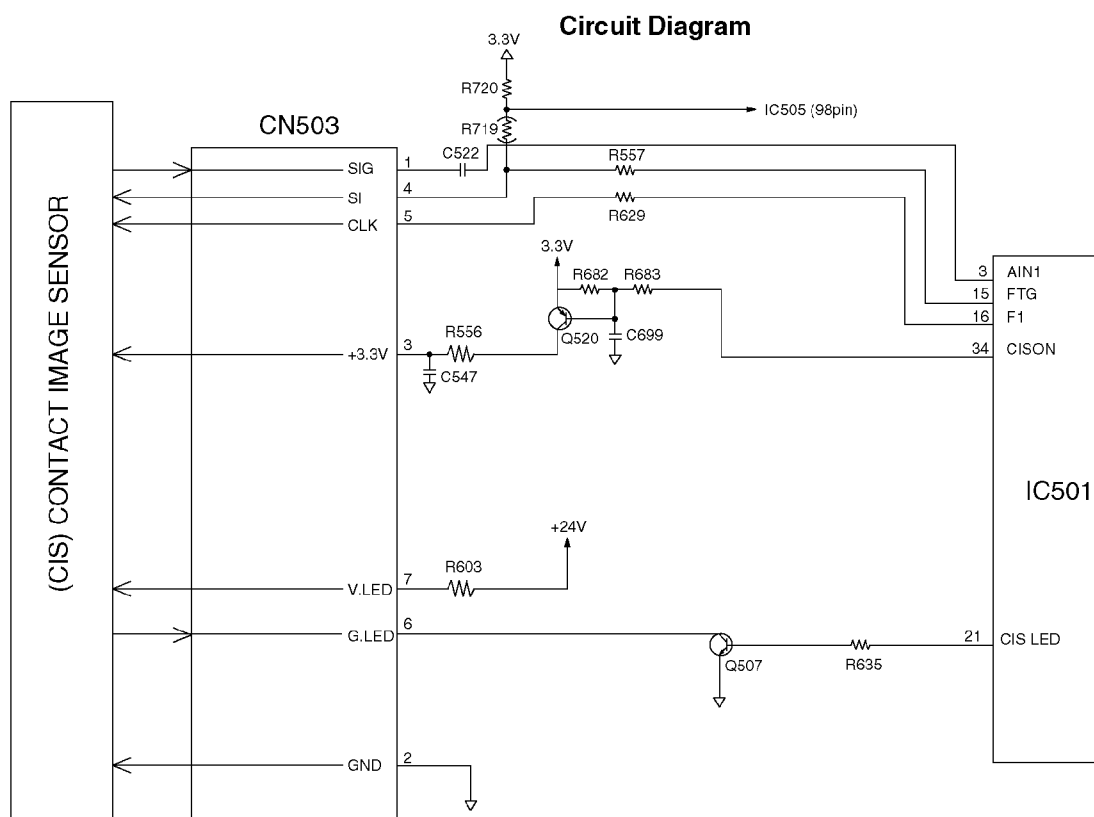 Circuit Diagram
3.3V
R720
IC505 (98pin)
CN503
R719
C522
R557
SIG 1
SI 4
CLK 5
R629
3.3V
R682 R683
3 AIN1
15 FTG
16 F1
R556
Q520 C699
+3.3V 3
C547
34 CISON
(CIS) CONTACT IMAGE SENSOR
IC501
+24V
R603
V.LED 7
G.LED 6
21 CIS LED
Q507 R635
GND 2